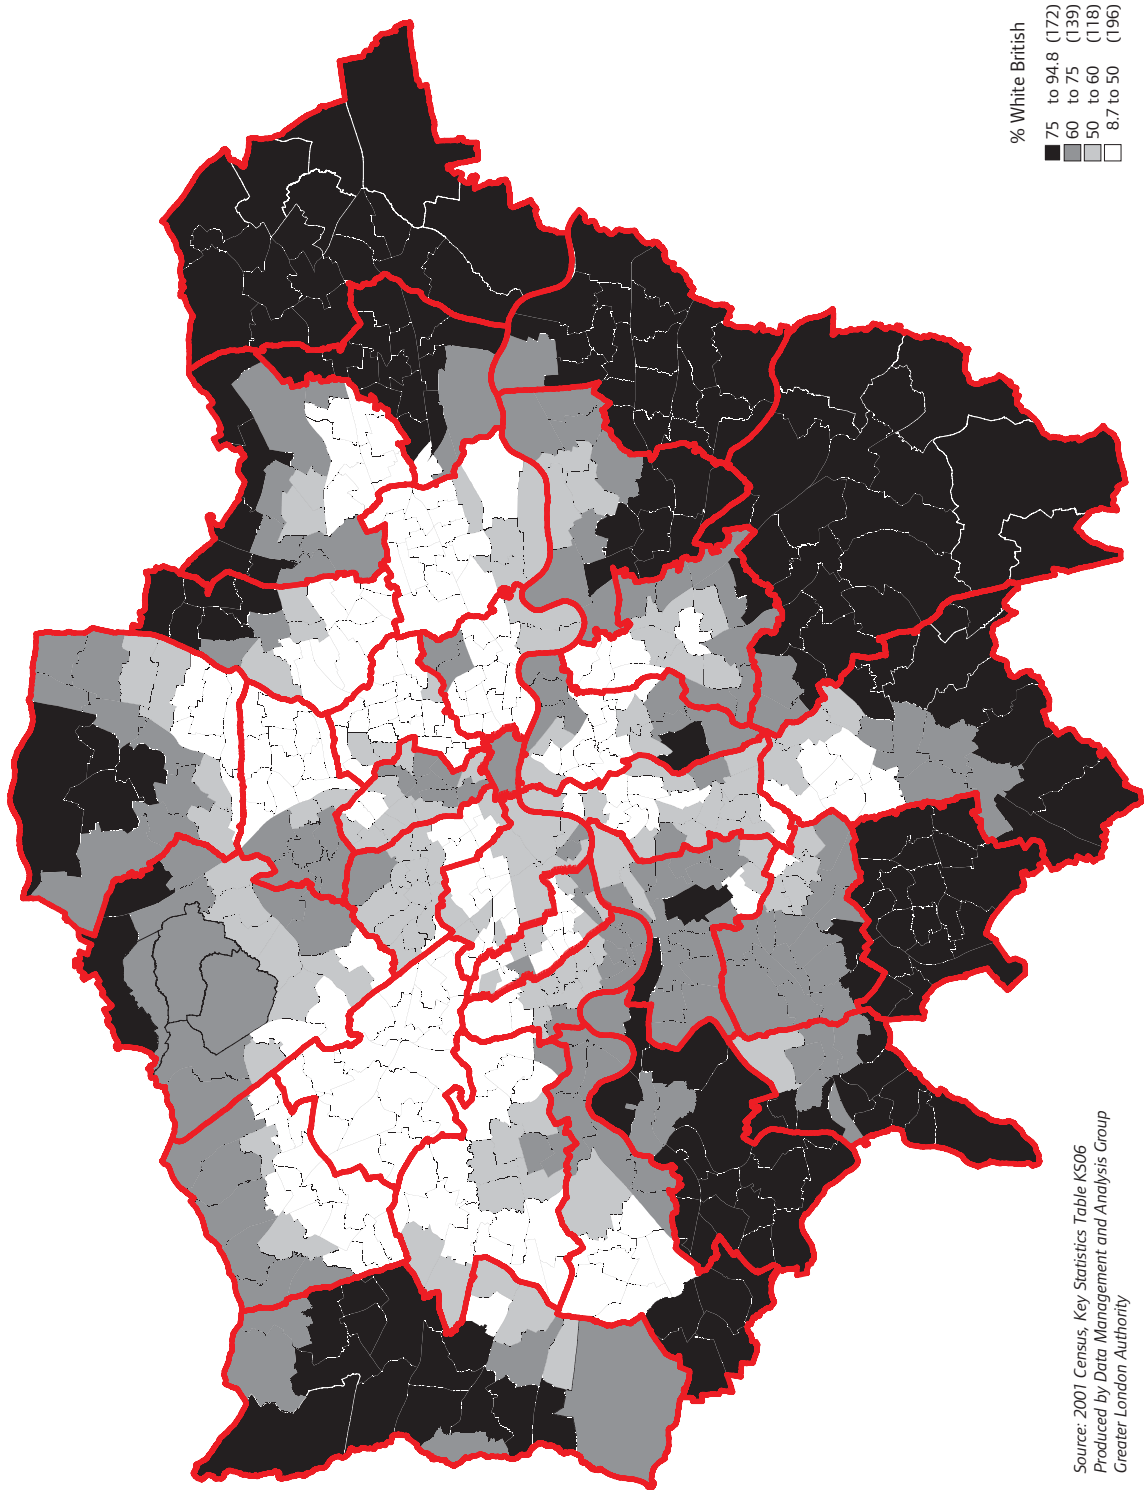 % White British
75 to 94.8 (172)
60 to 75 (139)
50 to 60 (118)
8.7 to 50 (196)
Source: 2001 Census, Key Statistics Table KS06
Produced by Data Management and Analysis Group
Greater London Authority